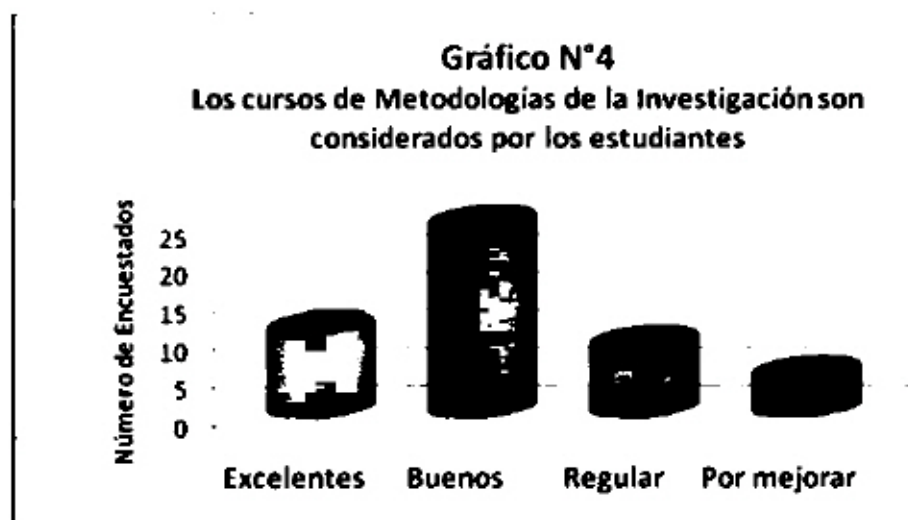 Gráfico N°4
Los cursos de Metodologías de la Investigación son
considerados por los estudiantes
Número de Encuestados
25
20
15
10
5
0
Excelentes Buenos Regular Por mejorar